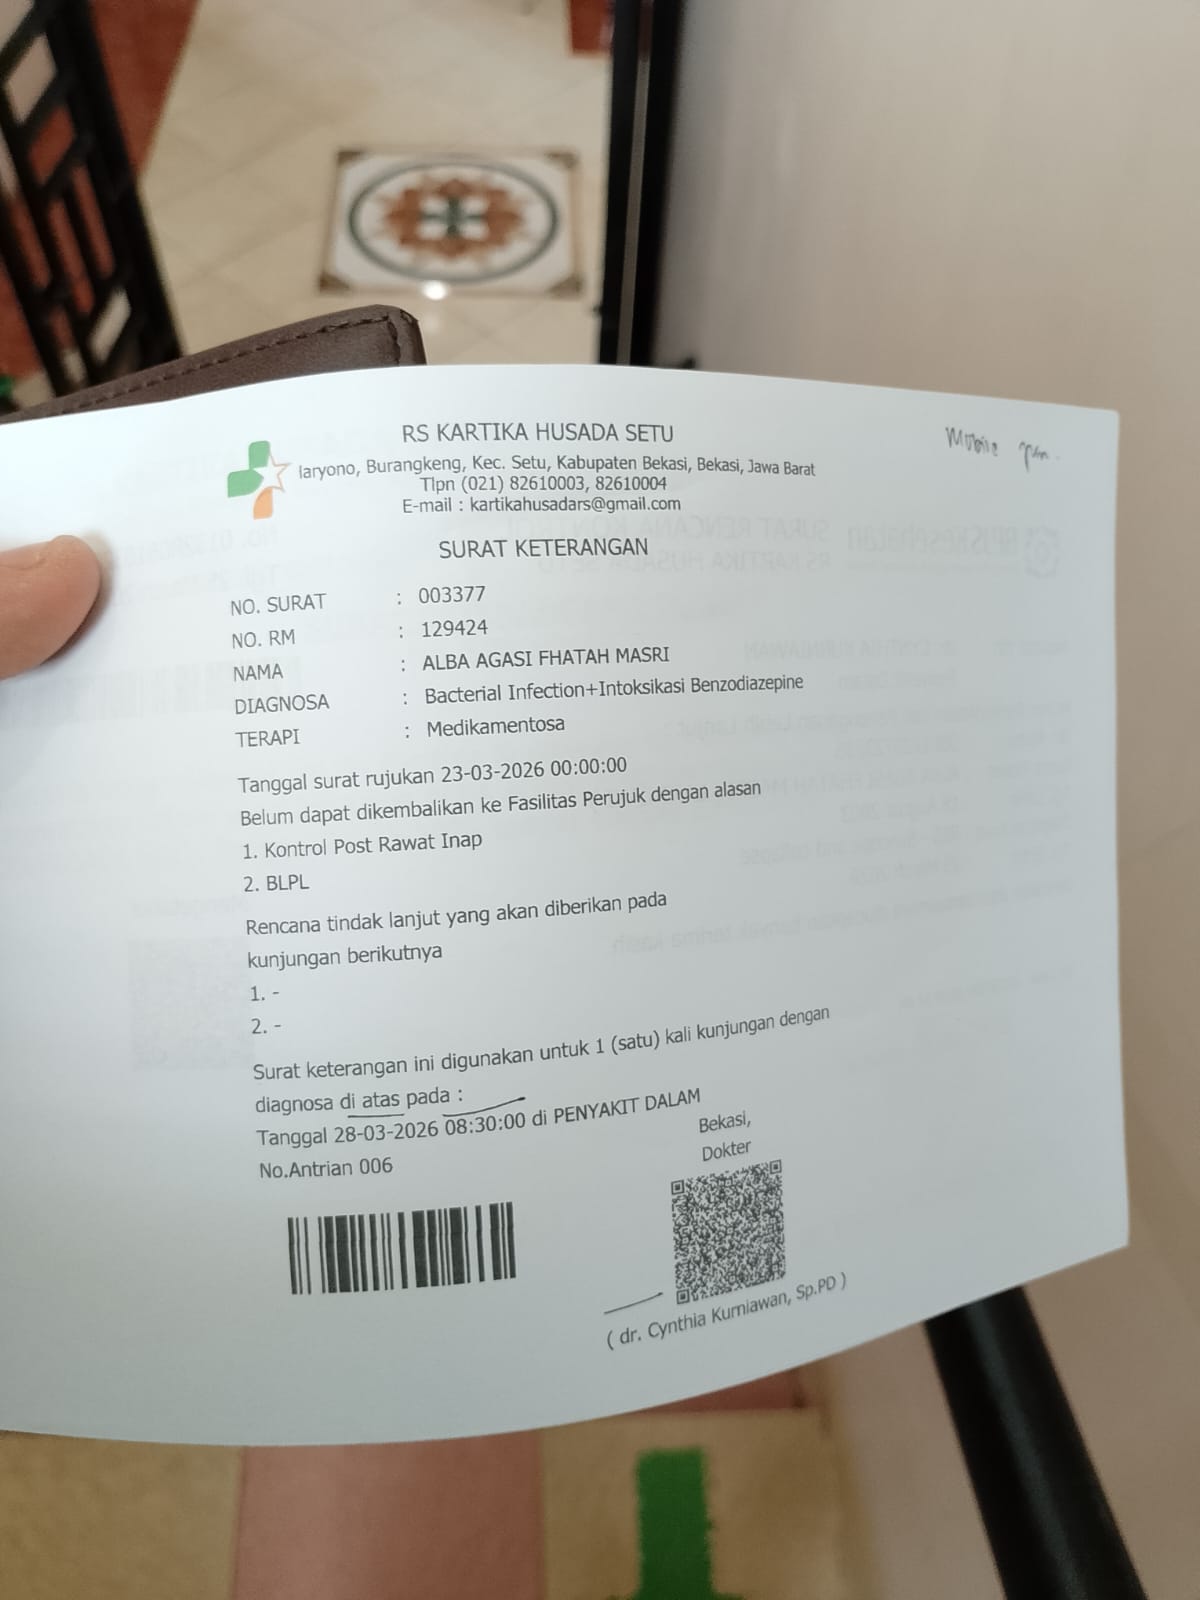 RS KARTIKA HUSADA SETU
laryono, Burangkeng, Kec. Setu, Kabupaten Bekasi, Bekasi, Jawa Barat
Tlpn (021) 82610003, 82610004
E-mail : kartikahusadars@gmail.com
Mobile
SURAT KETERANGAN
NO. SURAT : 003377
NO. RM : 129424
NAMA : ALBA AGASI FHATAH MASRI
DIAGNOSA : Bacterial Infection+Intoksikasi Benzodiazepine
TERAPI : Medikamentosa
Tanggal surat rujukan 23-03-2026 00:00:00
Belum dapat dikembalikan ke Fasilitas Perujuk dengan alasan
1. Kontrol Post Rawat Inap
2. BLPL
Rencana tindak lanjut yang akan diberikan pada
kunjungan berikutnya
1. -
2. -
Surat keterangan ini digunakan untuk 1 (satu) kali kunjungan dengan
diagnosa di atas pada :
Tanggal 28-03-2026 08:30:00 di PENYAKIT DALAM
No.Antrian 006
Bekasi,
Dokter
( dr. Cynthia Kurniawan, Sp.PD )